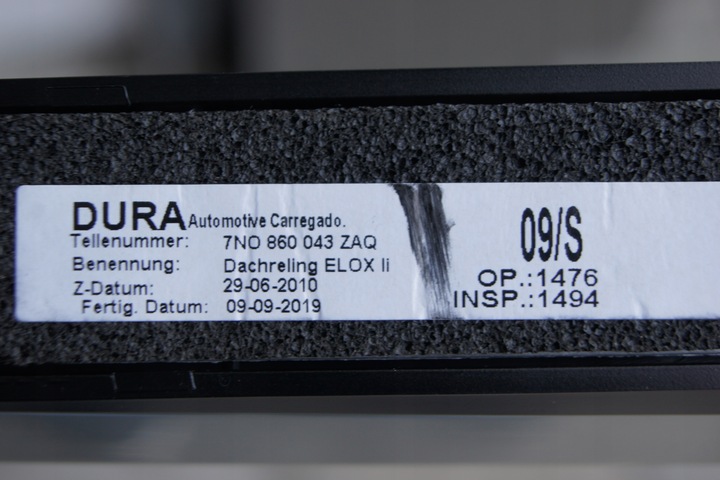 DURA Automotive Carregado.
Tellenummer: 7N0 860 043 ZAQ
Benennung: Dachreling ELOX li
Z-Datum: 29-06-2010
Fertig. Datum: 09-09-2019
09/S
OP.:1476
INSP.:1494